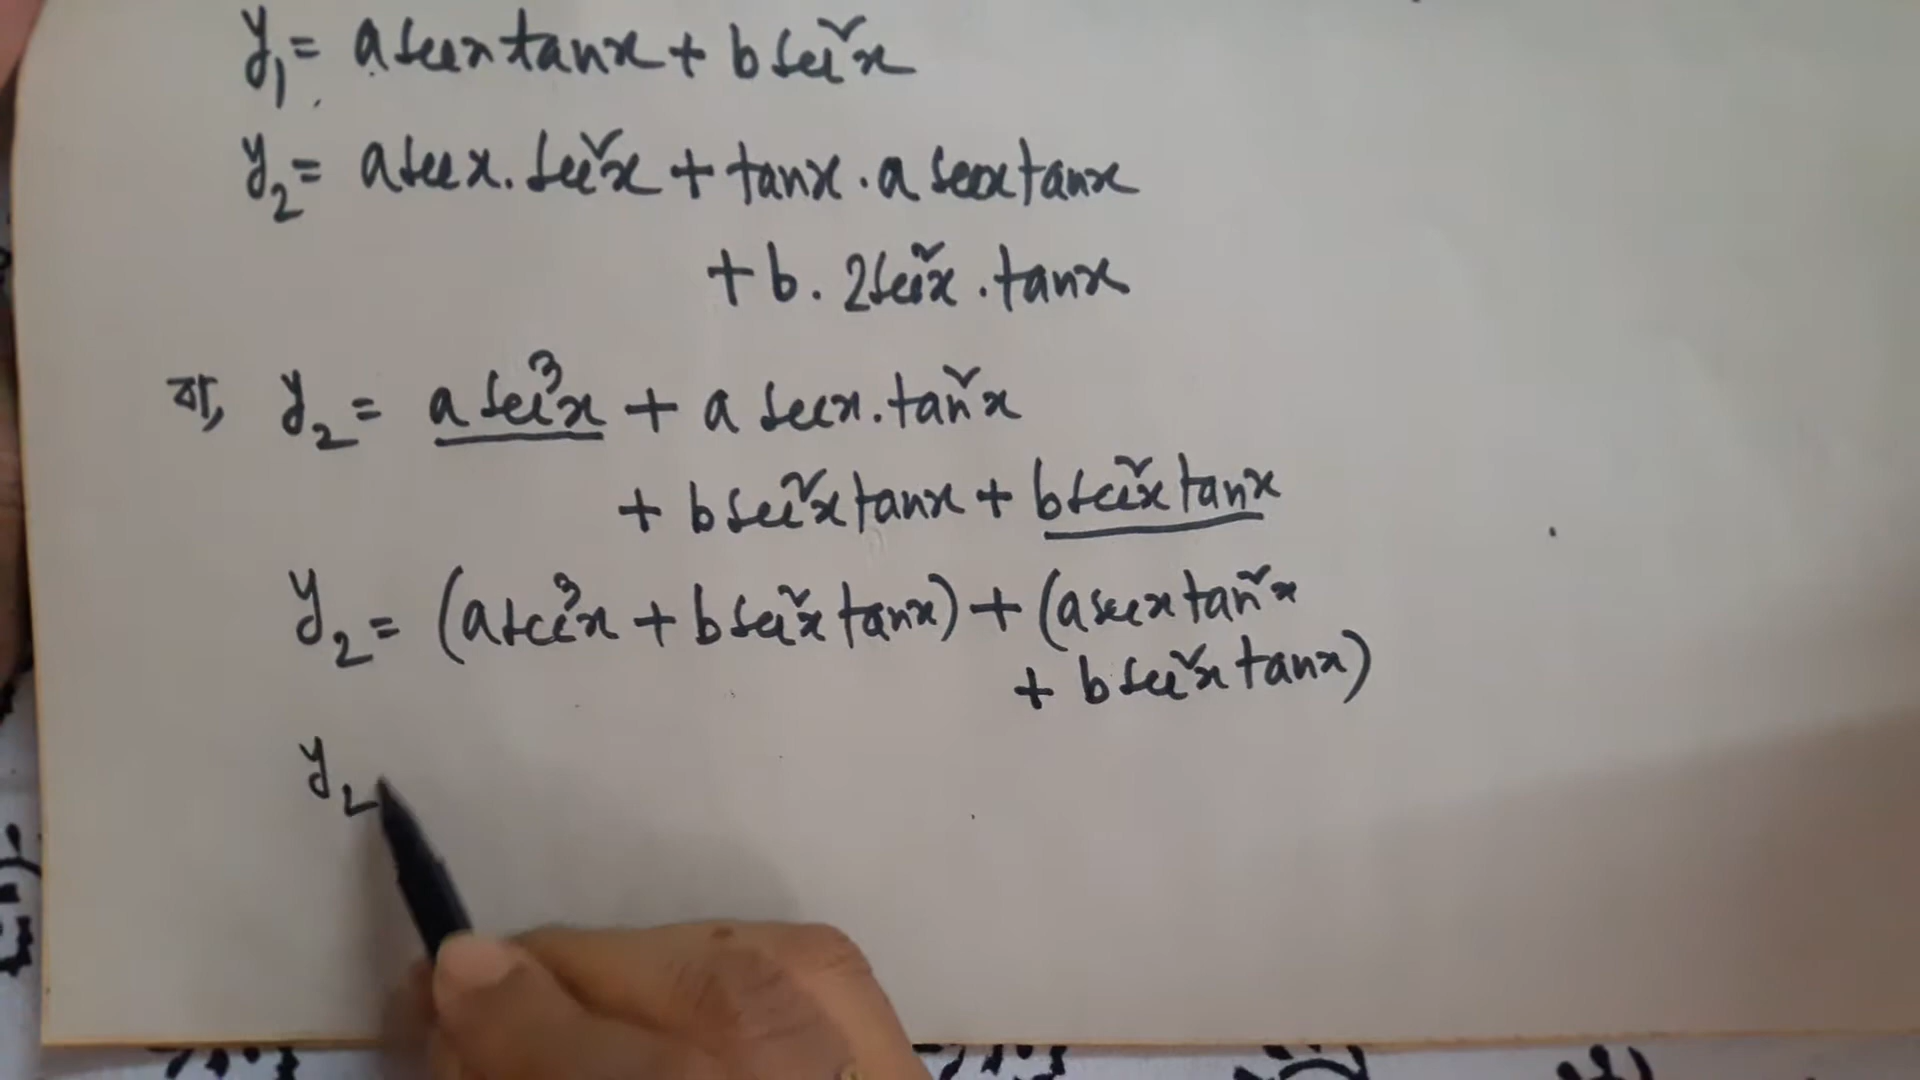 y₁ = a secx tanx + b sec²x
y₂ = a secx. sec²x + tanx . a secx tanx
+ b. 2sec²x . tanx
বা, y₂ = a sec³x + a secx. tan²x
+ b sec²x tanx + b sec²x tanx
y₂ = (a sec³x + b sec²x tanx) + (a secx tan²x
+ b sec²x tanx)
y₂